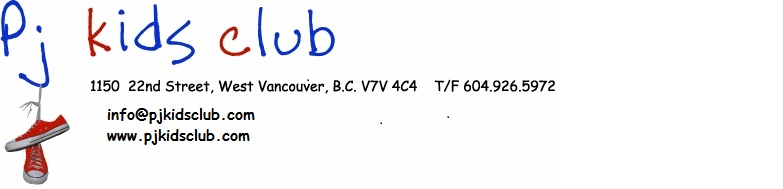 Pj kids club
1150 22nd Street, West Vancouver, B.C. V7V 4C4 T/F 604.926.5972
info@pjkidsclub.com
www.pjkidsclub.com